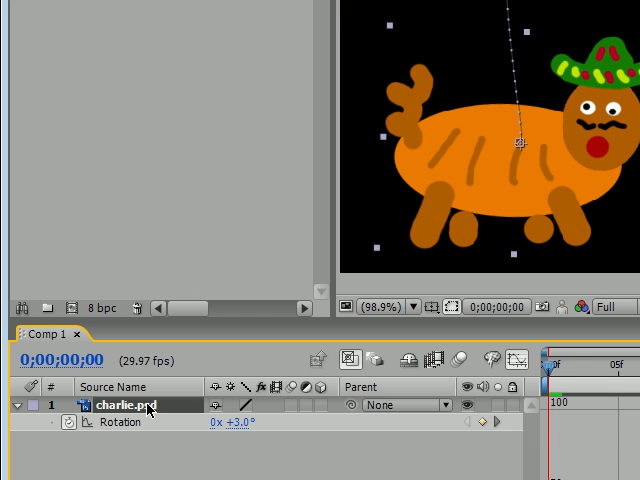 8 bpc
(98.9%)
0;00;00;00
Full
Comp 1 ×
0;00;00;00
(29.97 fps)
0f
05f
#
Source Name
fx
Parent
1
charlie.psd
None
100
Rotation
0x +3.0°